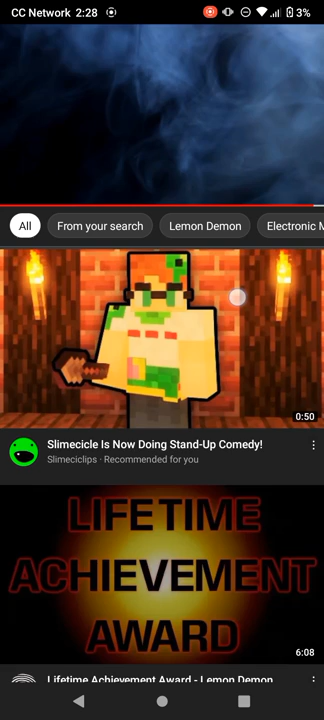 CC Network 2:28
3%
All
From your search
Lemon Demon
Electronic M
0:50
Slimecicle Is Now Doing Stand-Up Comedy!
Slimeciclips · Recommended for you
LIFETIME
ACHIEVEMENT
AWARD
6:08
Lifetime Achievement Award - Lemon Demon